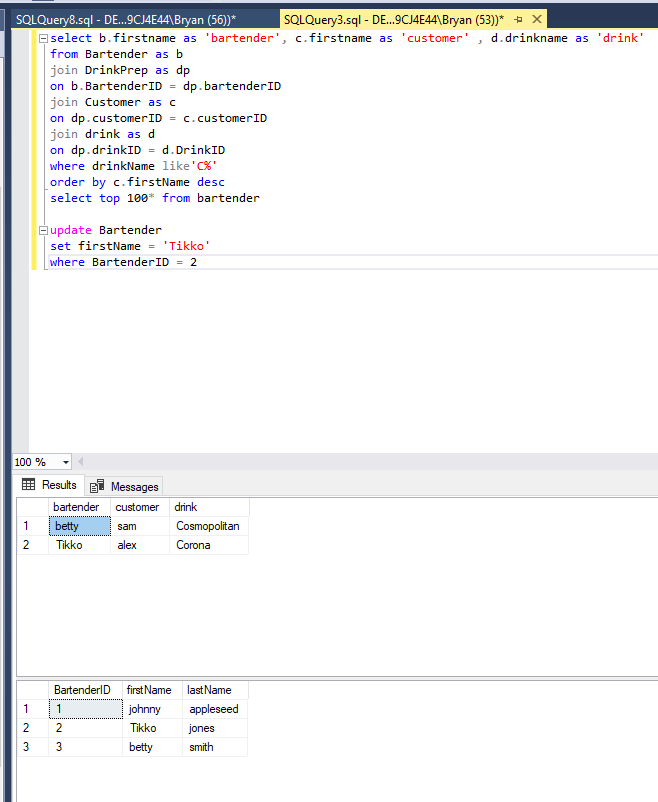 SQLQuery8.sql - DE...9CJ4E44\Bryan (56))* SQLQuery3.sql - DE...9CJ4E44\Bryan (53))*
select b.firstname as 'bartender', c.firstname as 'customer' , d.drinkname as 'drink'
from Bartender as b
join DrinkPrep as dp
on b.BartenderID = dp.bartenderID
join Customer as c
on dp.customerID = c.customerID
join drink as d
on dp.drinkID = d.DrinkID
where drinkName like'C%'
order by c.firstName desc
select top 100* from bartender
update Bartender
set firstName = 'Tikko'
where BartenderID = 2
100 %
Results Messages
bartender customer drink
1 betty sam Cosmopolitan
2 Tikko alex Corona
BartenderID firstName lastName
1 1 johnny appleseed
2 2 Tikko jones
3 3 betty smith